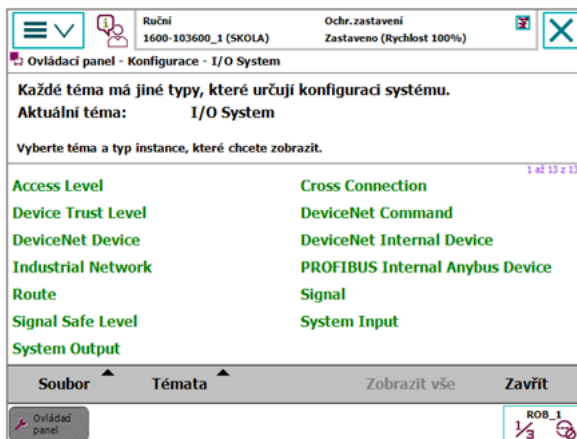 Ruční
Ochr.zastavení
1600-103600_1 (SKOLA)
Zastaveno (Rychlost 100%)
Ovládací panel - Konfigurace - I/O System
Každé téma má jiné typy, které určují konfiguraci systému.
Aktuální téma: I/O System
Vyberte téma a typ instance, které chcete zobrazit.
1 až 13 z 13
Access Level
Cross Connection
Device Trust Level
DeviceNet Command
DeviceNet Device
DeviceNet Internal Device
Industrial Network
PROFIBUS Internal Anybus Device
Route
Signal
Signal Safe Level
System Input
System Output
Soubor
Témata
Zobrazit vše
Zavřít
Ovládací
panel
ROB_1
1/3